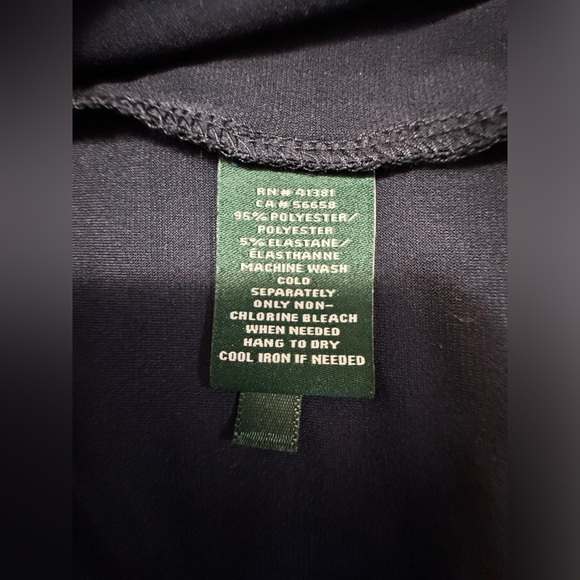 RN# 41381
CA# 56658
95% POLYESTER/
POLYESTER
5% ELASTANE/
ÉLASTHANNE
MACHINE WASH
COLD
SEPARATELY
ONLY NON-
CHLORINE BLEACH
WHEN NEEDED
HANG TO DRY
COOL IRON IF NEEDED